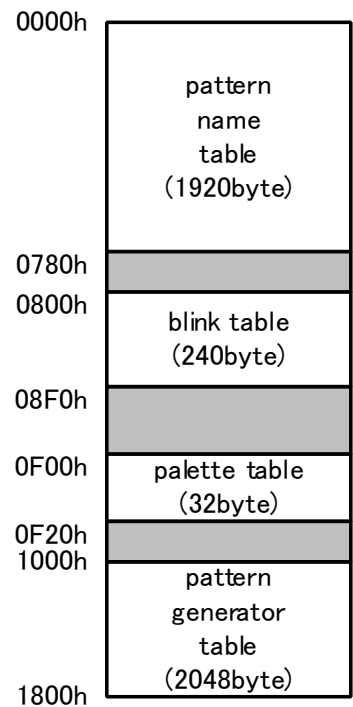 0000h
pattern
name
table
(1920byte)
0780h
0800h
blink table
(240byte)
08F0h
0F00h
palette table
(32byte)
0F20h
1000h
pattern
generator
table
(2048byte)
1800h